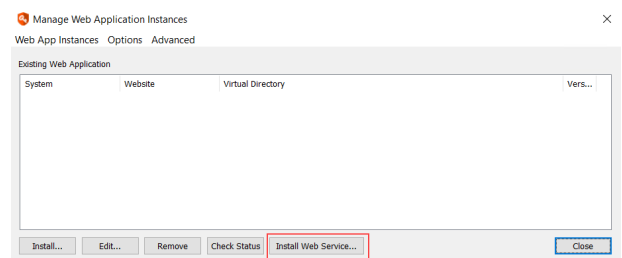 Manage Web Application Instances
Web App Instances Options Advanced
Existing Web Application
System Website Virtual Directory Vers...
Install... Edit... Remove Check Status Install Web Service... Close